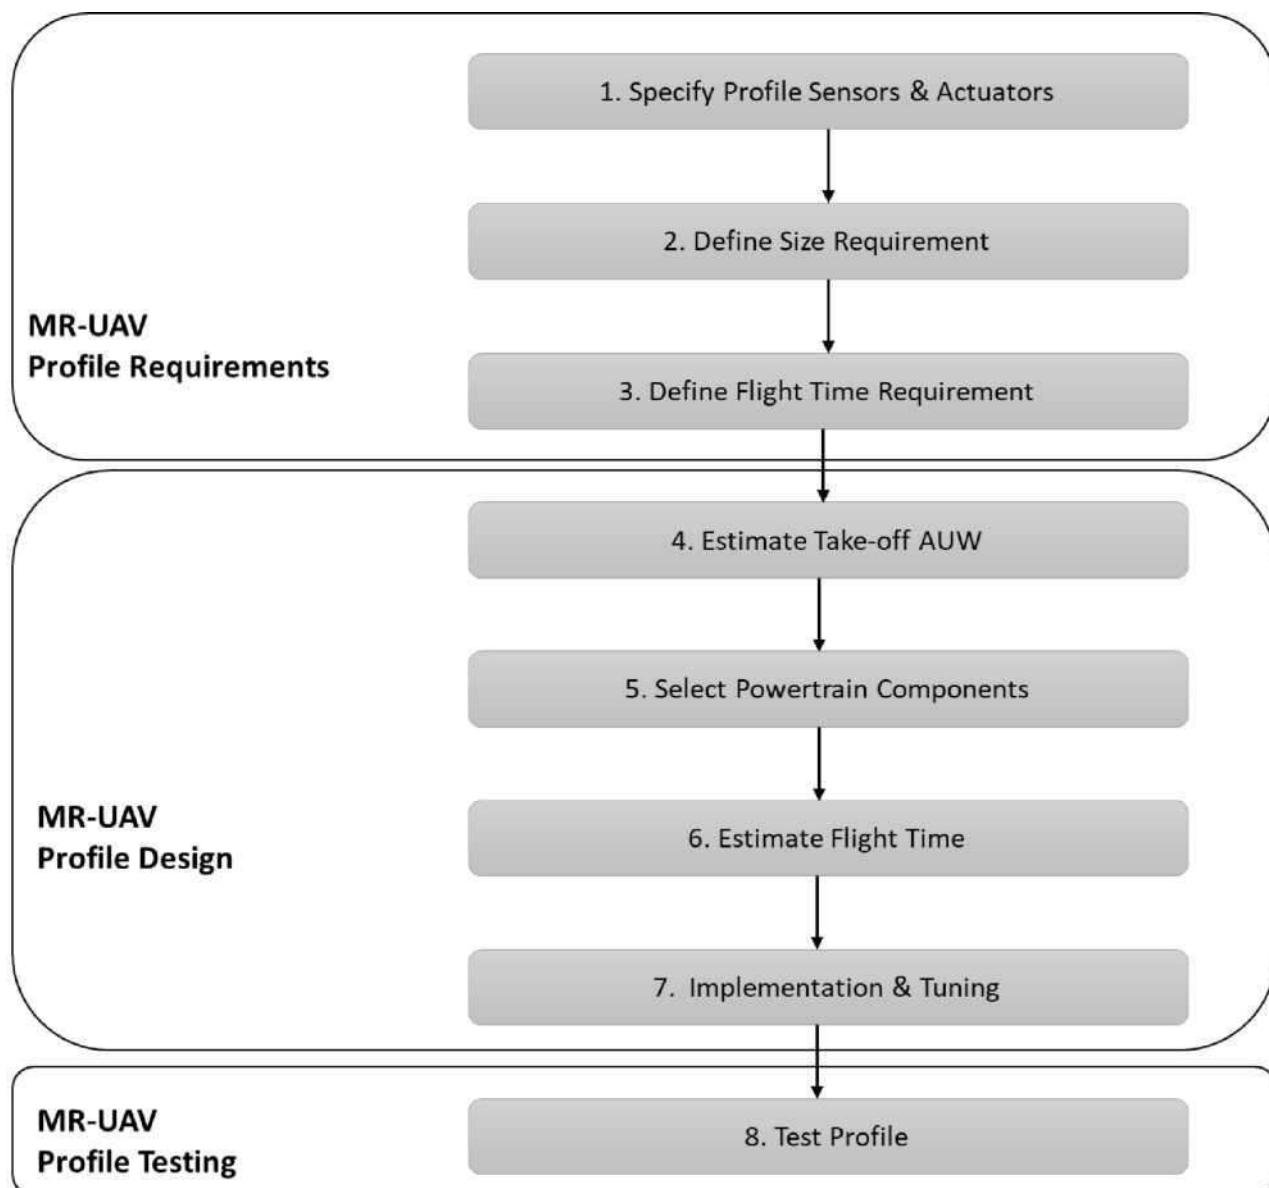 1. Specify Profile Sensors & Actuators
2. Define Size Requirement
MR-UAV
Profile Requirements
3. Define Flight Time Requirement
4. Estimate Take-off AUW
5. Select Powertrain Components
MR-UAV
Profile Design
6. Estimate Flight Time
7. Implementation & Tuning
MR-UAV
Profile Testing
8. Test Profile